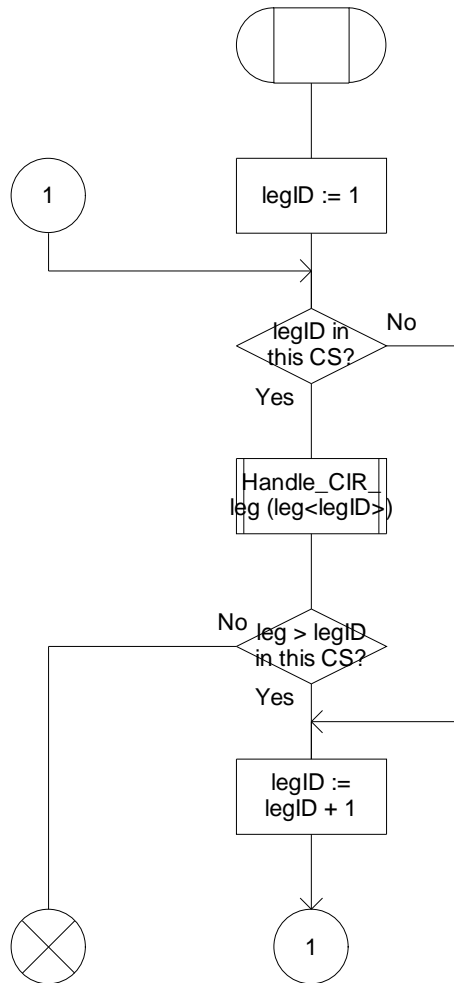 1
legID := 1
legID in
this CS?
No
Yes
Handle_CIR_
leg (leg<legID>)
No
leg > legID
in this CS?
Yes
legID :=
legID + 1
1